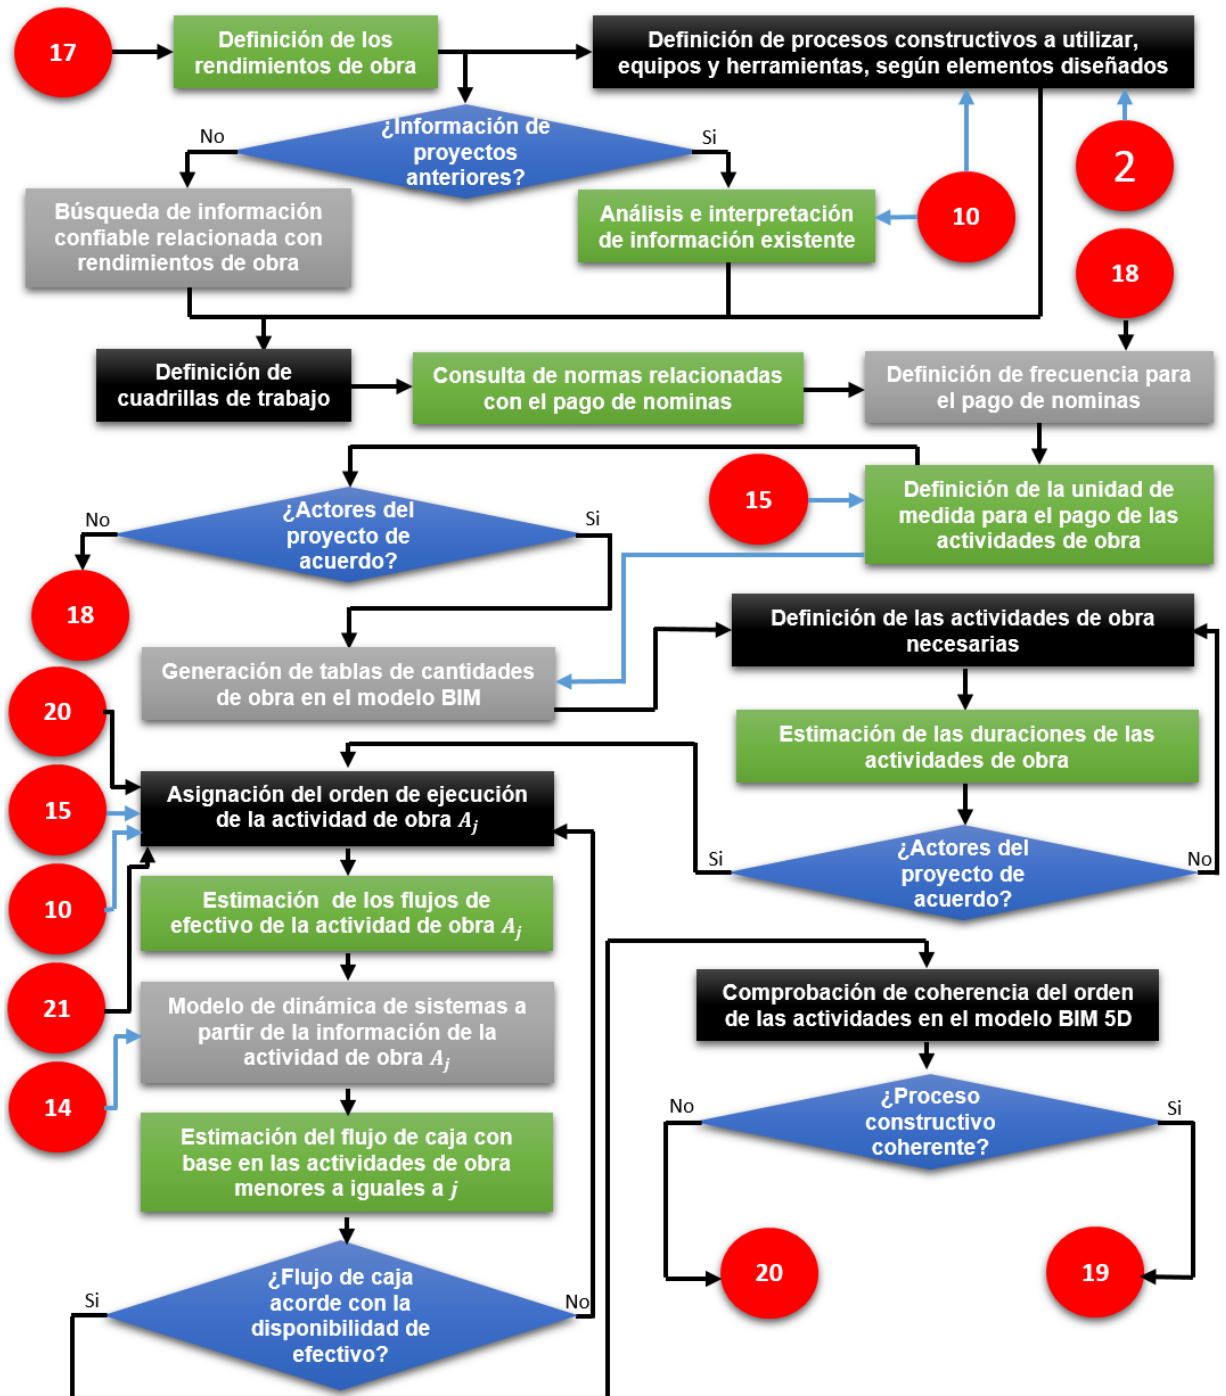 17
Definición de los
rendimientos de obra
Definición de procesos constructivos a utilizar,
equipos y herramientas, según elementos diseñados
¿Información de
proyectos
anteriores?
No
Si
2
Búsqueda de información
confiable relacionada con
rendimientos de obra
Análisis e interpretación
de información existente
10
18
Definición de
cuadrillas de trabajo
Consulta de normas relacionadas
con el pago de nominas
Definición de frecuencia para
el pago de nominas
15
Definición de la unidad de
medida para el pago de las
actividades de obra
¿Actores del
proyecto de
acuerdo?
No
Si
18
Generación de tablas de cantidades
de obra en el modelo BIM
Definición de las actividades de obra
necesarias
Estimación de las duraciones de las
actividades de obra
¿Actores del
proyecto de
acuerdo?
Si
No
20
15
10
21
14
Asignación del orden de ejecución
de la actividad de obra A_j
Estimación de los flujos de
efectivo de la actividad de obra A_j
Modelo de dinámica de sistemas a
partir de la información de la
actividad de obra A_j
Estimación del flujo de caja con
base en las actividades de obra
menores a iguales a j
¿Flujo de caja
acorde con la
disponibilidad de
efectivo?
Si
No
Comprobación de coherencia del orden
de las actividades en el modelo BIM 5D
¿Proceso
constructivo
coherente?
No
Si
20
19